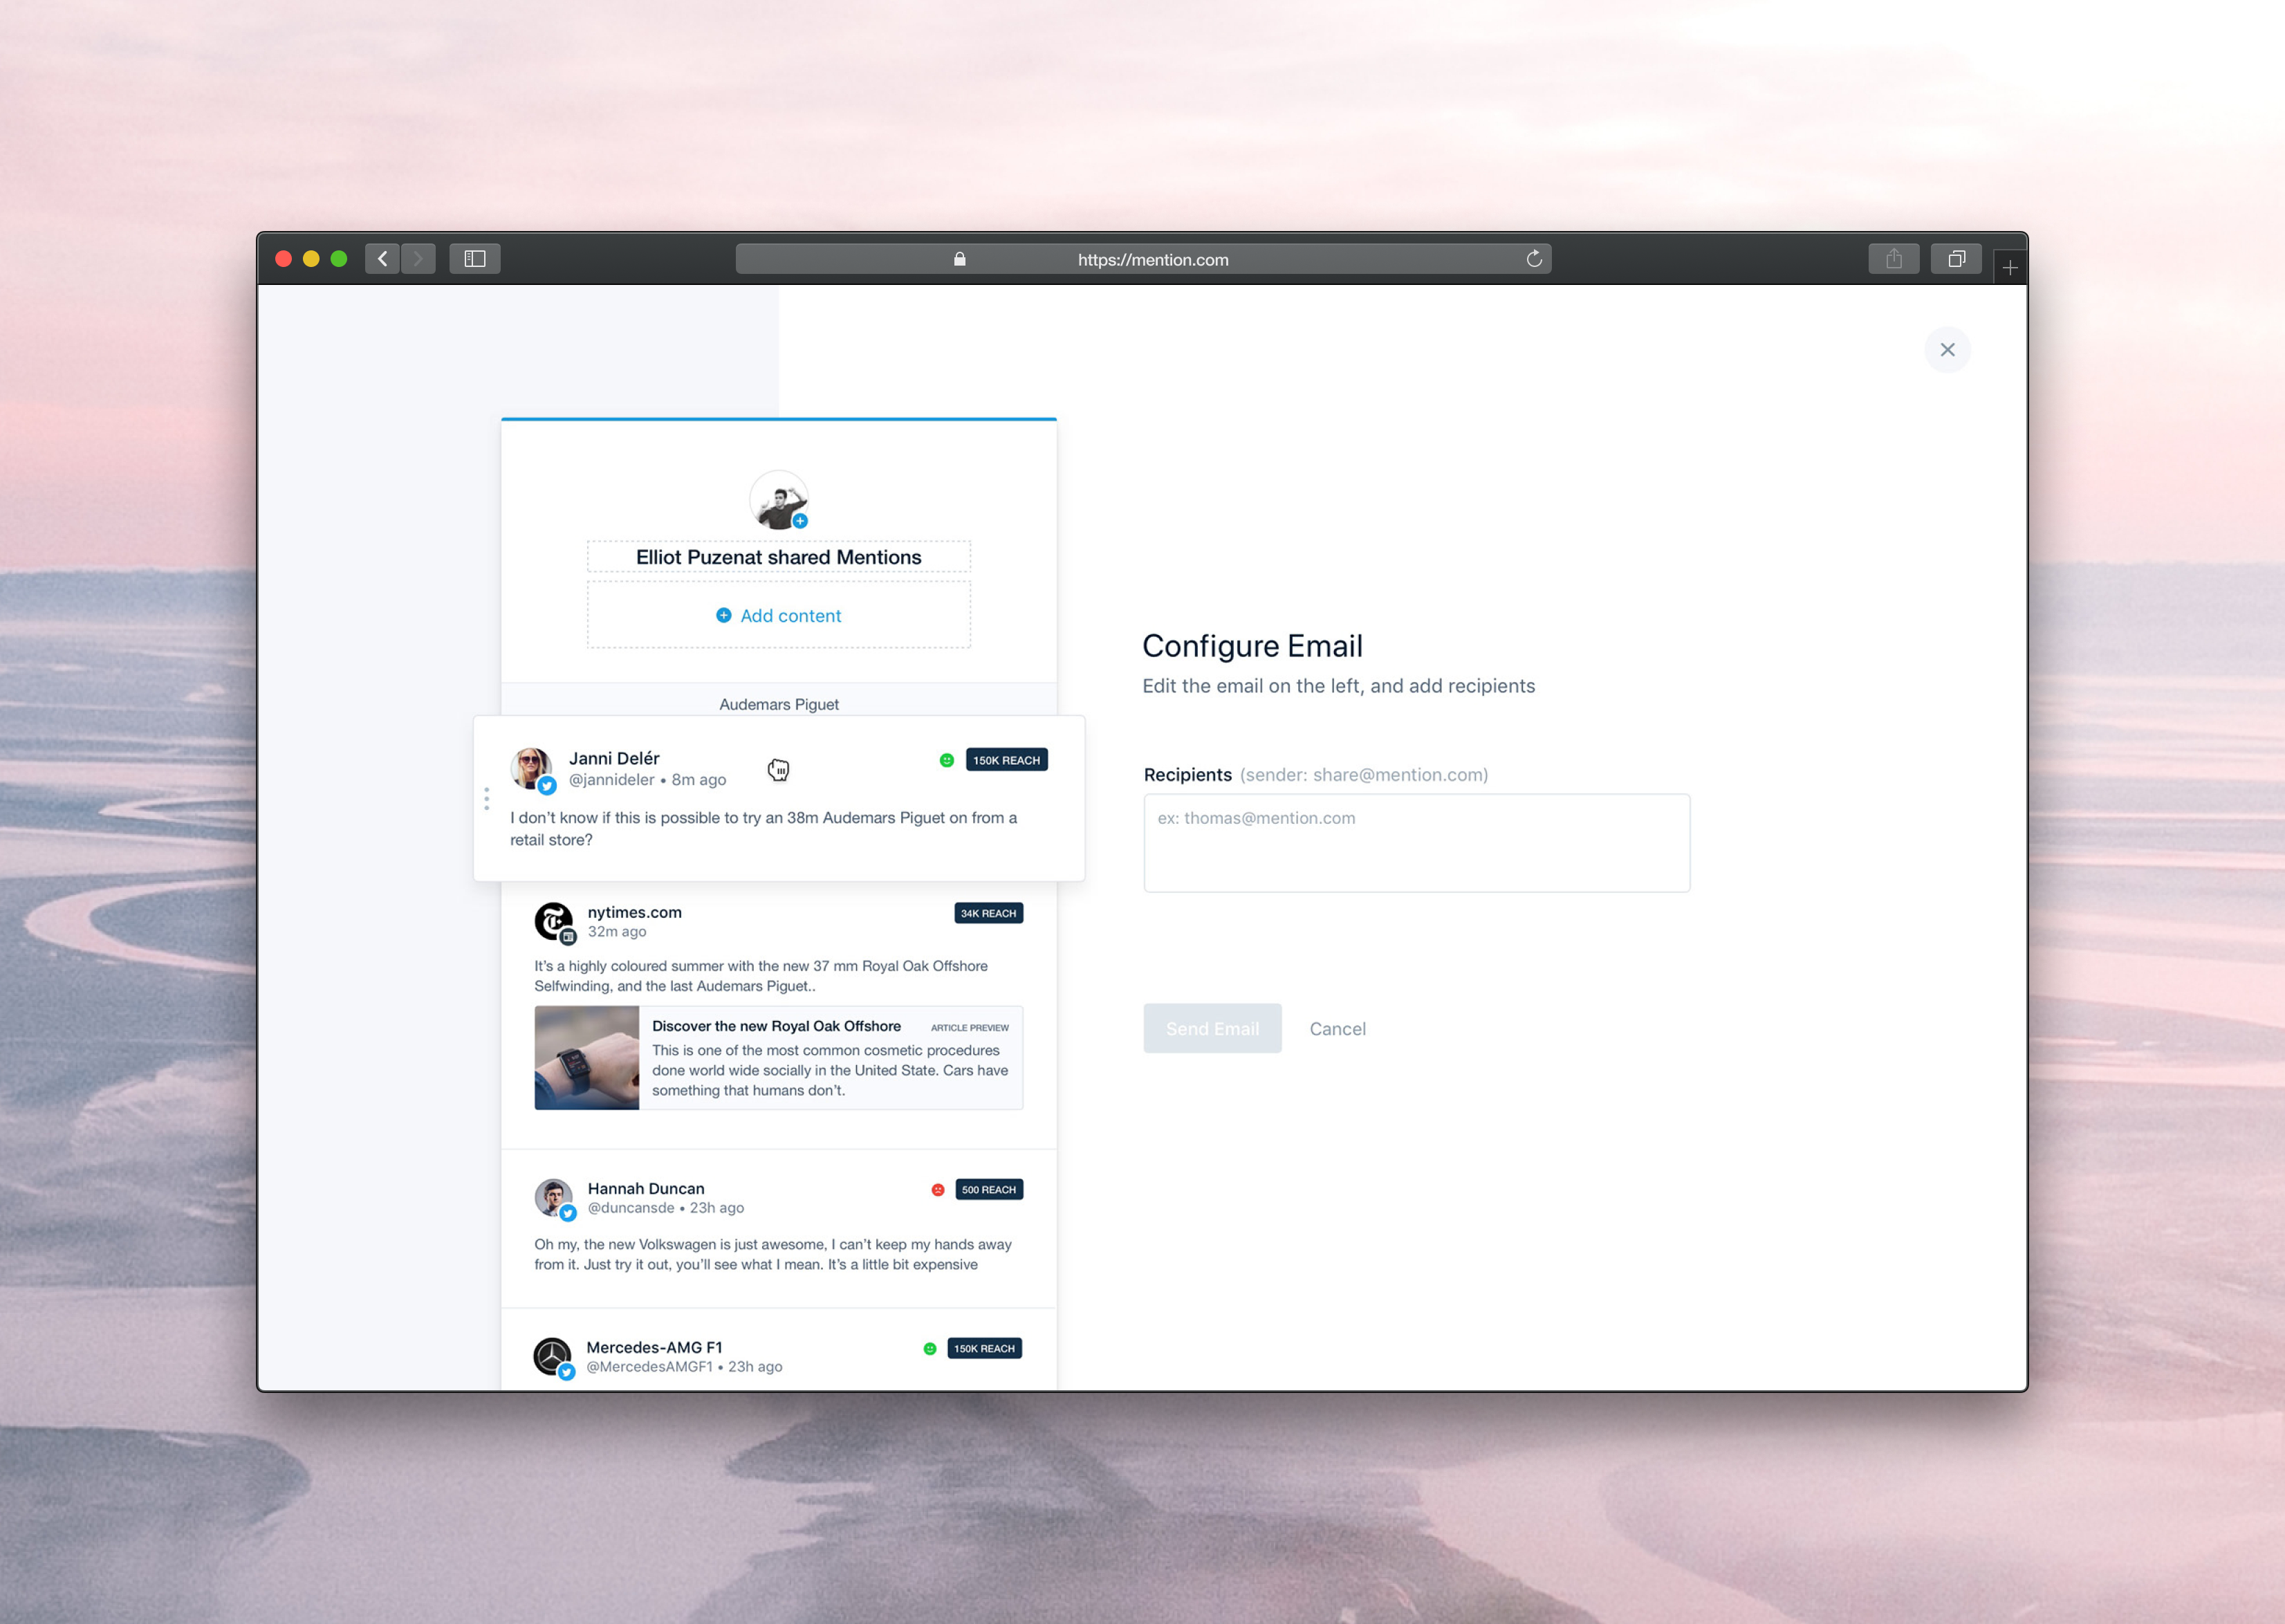 https://mention.com
Elliot Puzenat shared Mentions
Add content
Audemars Piguet
Janni Delér
@jannideler • 8m ago
150K REACH
I don't know if this is possible to try an 38m Audemars Piguet on from a
retail store?
nytimes.com
32m ago
34K REACH
It's a highly coloured summer with the new 37 mm Royal Oak Offshore
Selfwinding, and the last Audemars Piguet..
Discover the new Royal Oak Offshore
ARTICLE PREVIEW
This is one of the most common cosmetic procedures
done world wide socially in the United State. Cars have
something that humans don't.
Hannah Duncan
@duncansde • 23h ago
500 REACH
Oh my, the new Volkswagen is just awesome, I can't keep my hands away
from it. Just try it out, you'll see what I mean. It's a little bit expensive
Mercedes-AMG F1
@MercedesAMGF1 • 23h ago
150K REACH
Configure Email
Edit the email on the left, and add recipients
Recipients (sender: share@mention.com)
ex: thomas@mention.com
Send Email
Cancel